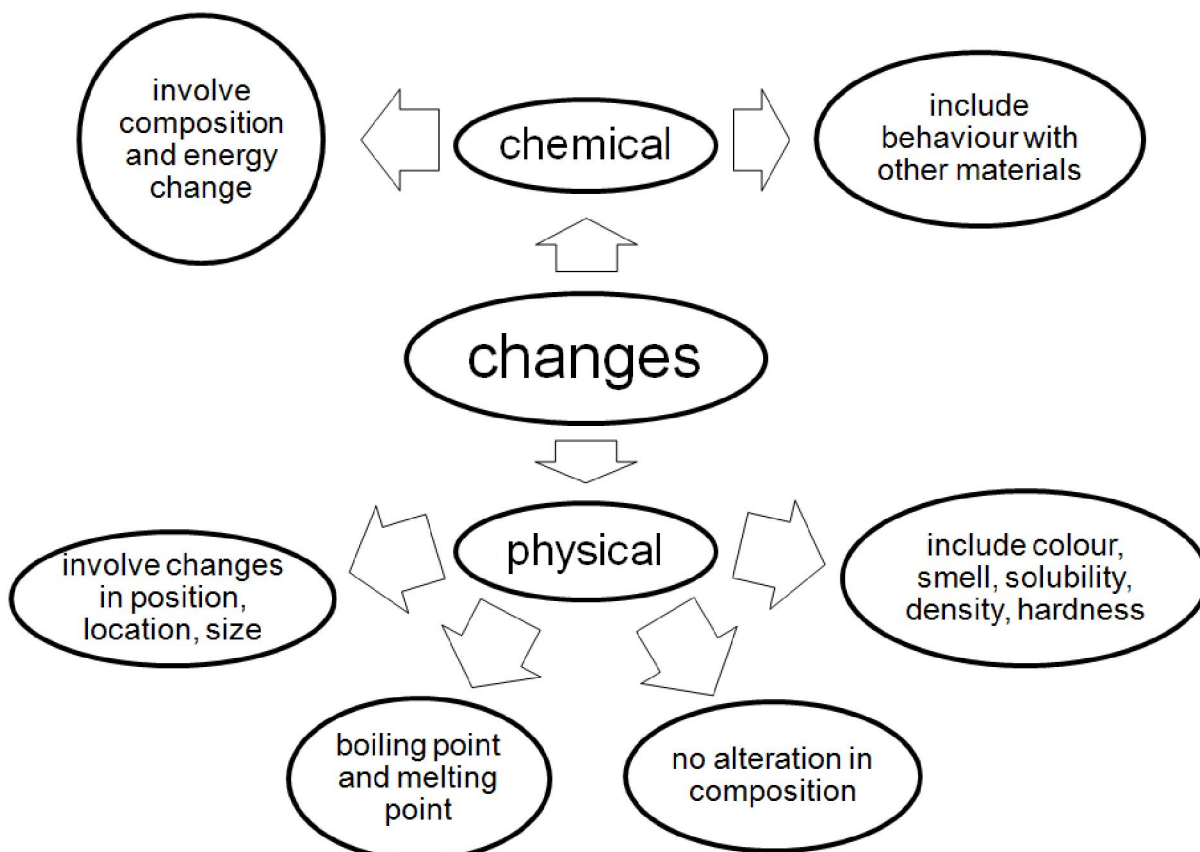 involve
composition
and energy
change
chemical
include
behaviour with
other materials
changes
physical
involve changes
in position,
location, size
include colour,
smell, solubility,
density, hardness
boiling point
and melting
point
no alteration in
composition